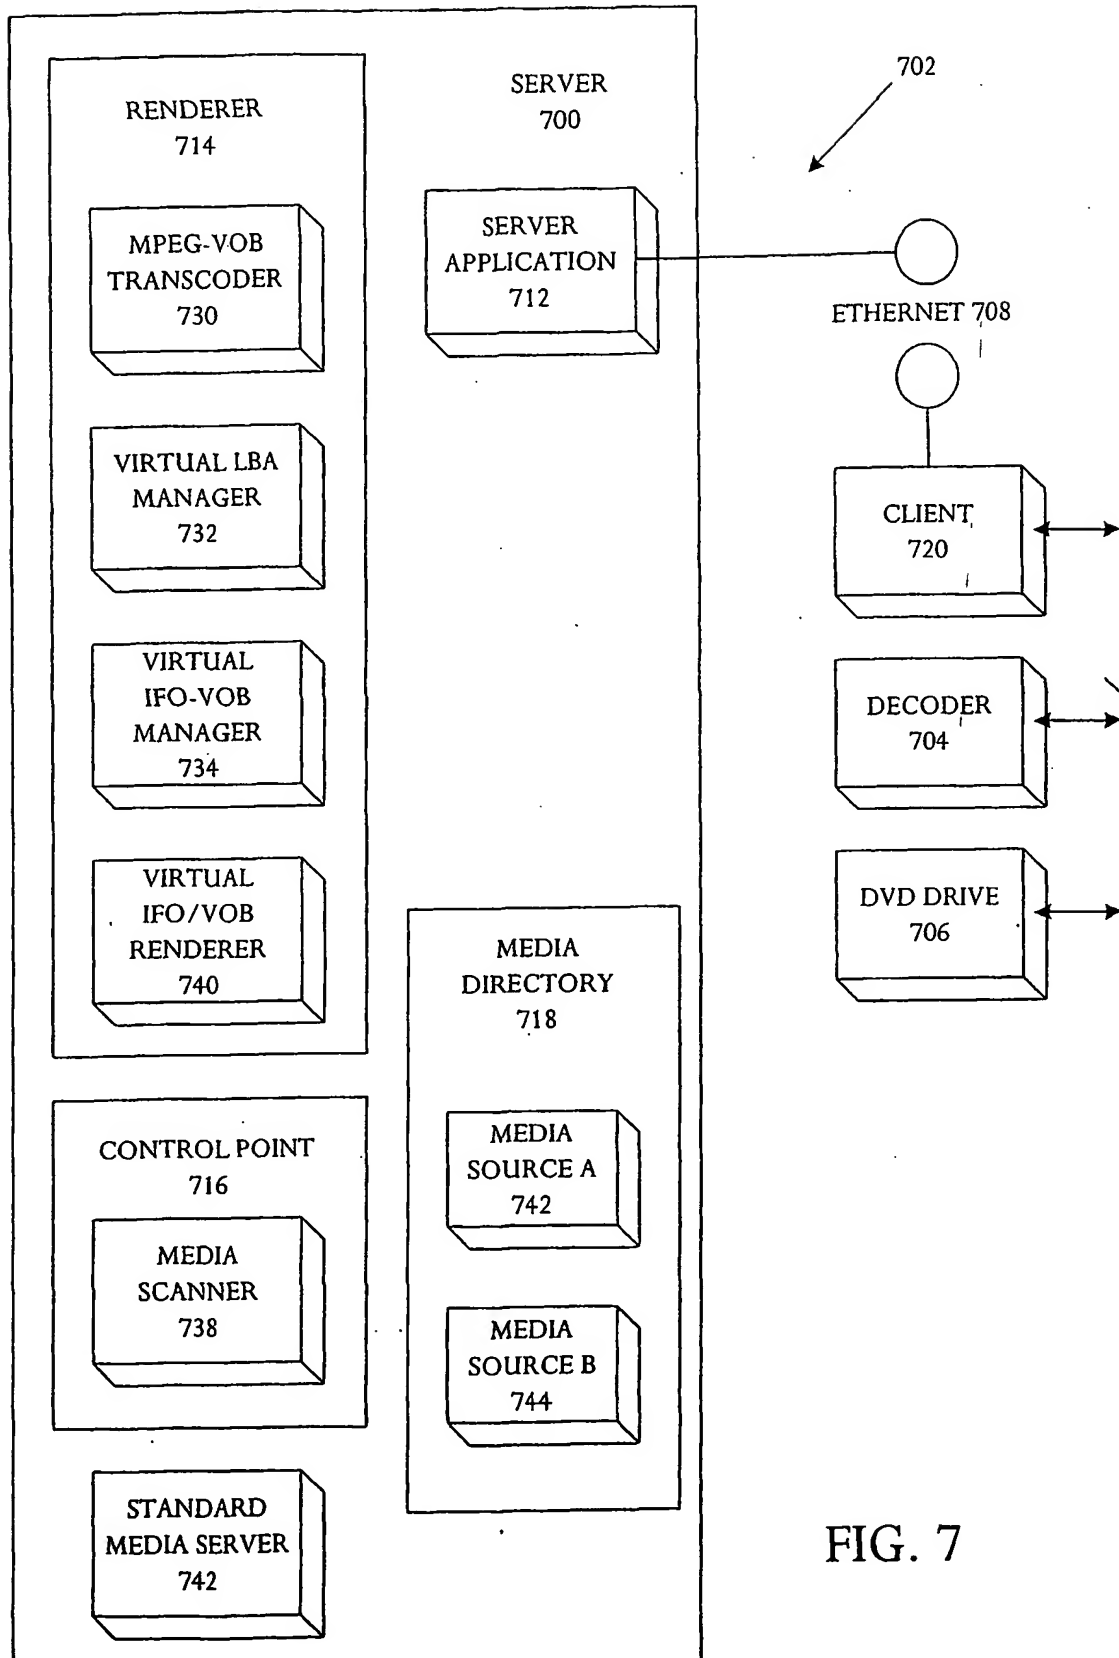 RENDERER
714
MPEG-VOB
TRANSCODER
730
VIRTUAL LBA
MANAGER
732
VIRTUAL
IFO-VOB
MANAGER
734
VIRTUAL
IFO/VOB
RENDERER
740
CONTROL POINT
716
MEDIA
SCANNER
738
STANDARD
MEDIA SERVER
742
SERVER
700
SERVER
APPLICATION
712
MEDIA
DIRECTORY
718
MEDIA
SOURCE A
742
MEDIA
SOURCE B
744
702
ETHERNET 708
CLIENT
720
DECODER
704
DVD DRIVE
706
FIG. 7